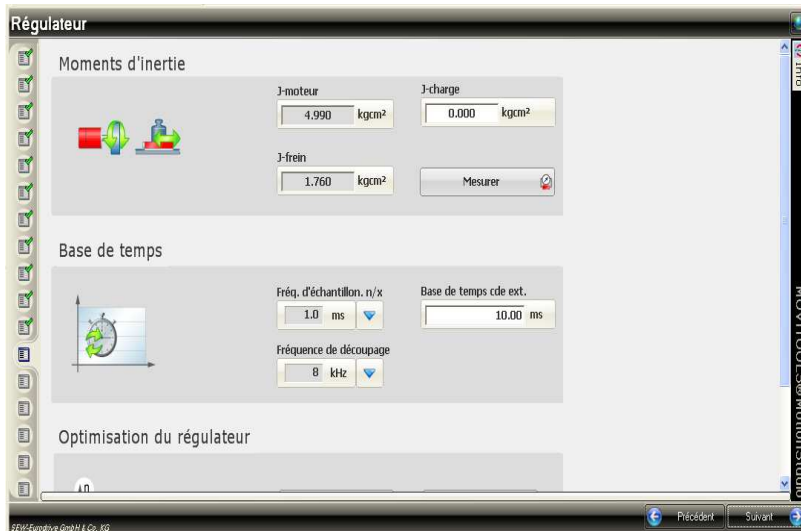 Régulateur
Info
Moments d'inertie
J-moteur
J-charge
4.990 kgcm²
0.000 kgcm²
J-frein
1.760 kgcm²
Mesurer
Base de temps
Fréq. d'échantillon. n/x
Base de temps cde ext.
1.0 ms
10.00 ms
Fréquence de découpage
8 kHz
MOVITOOLS®MotionStudio
Optimisation du régulateur
Précédent
Suivant
SEW-Eurodrive GmbH & Co. KG